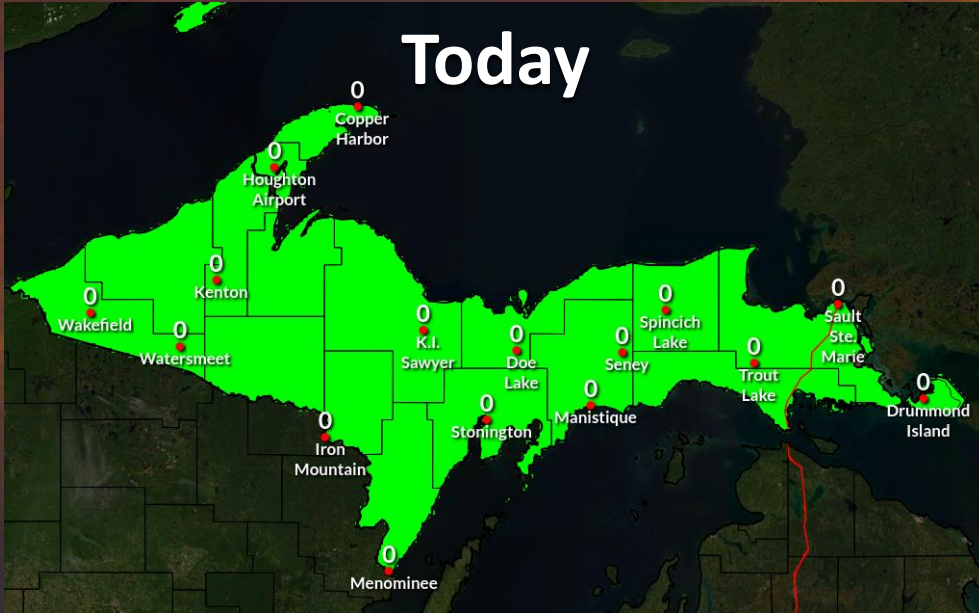 Today
0
Copper
Harbor
0
Houghton
Airport
0
Kenton
0
Wakefield
0
Watersmeet
0
K.I.
Sawyer
0
Doe
Lake
0
Seney
0
Spincich
Lake
0
Sault
Ste.
Marie
0
Trout
Lake
0
Drummond
Island
0
Manistique
0
Stonington
0
Iron
Mountain
0
Menominee